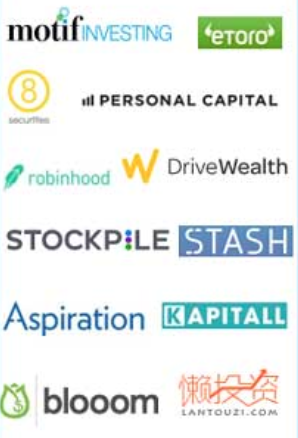 motif INVESTING
eToro
8
securities
PERSONAL CAPITAL
robinhood
DriveWealth
STOCKPILE
STASH
Aspiration
KAPITALL
blooom
懒投资
LANTOUZI.COM